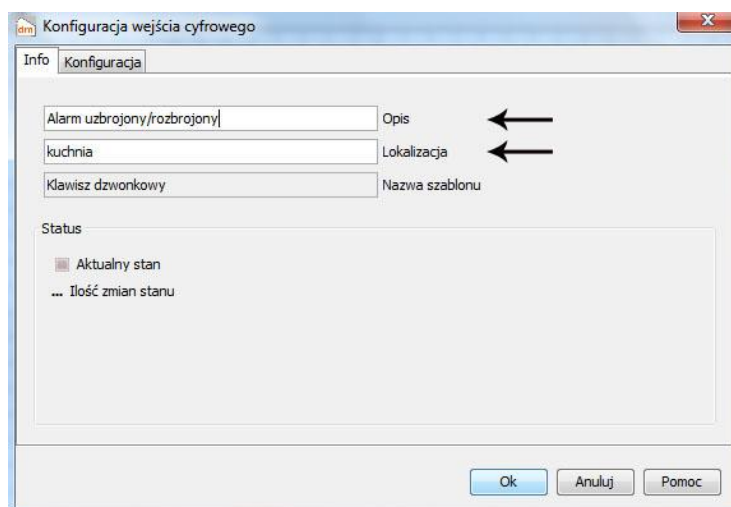 drn Konfiguracja wejścia cyfrowego
Info Konfiguracja
Alarm uzbrojony/rozbrojony Opis
kuchnia Lokalizacja
Klawisz dzwonkowy Nazwa szablonu
Status
Aktualny stan
... Ilość zmian stanu
Ok Anuluj Pomoc